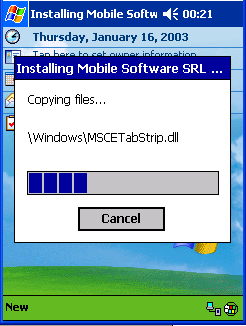 Installing Mobile Softw 00:21
Thursday, January 16, 2003
Tap here to set owner information
Installing Mobile Software SRL ...
Copying files...
\Windows\MSCETabStrip.dll
Cancel
New